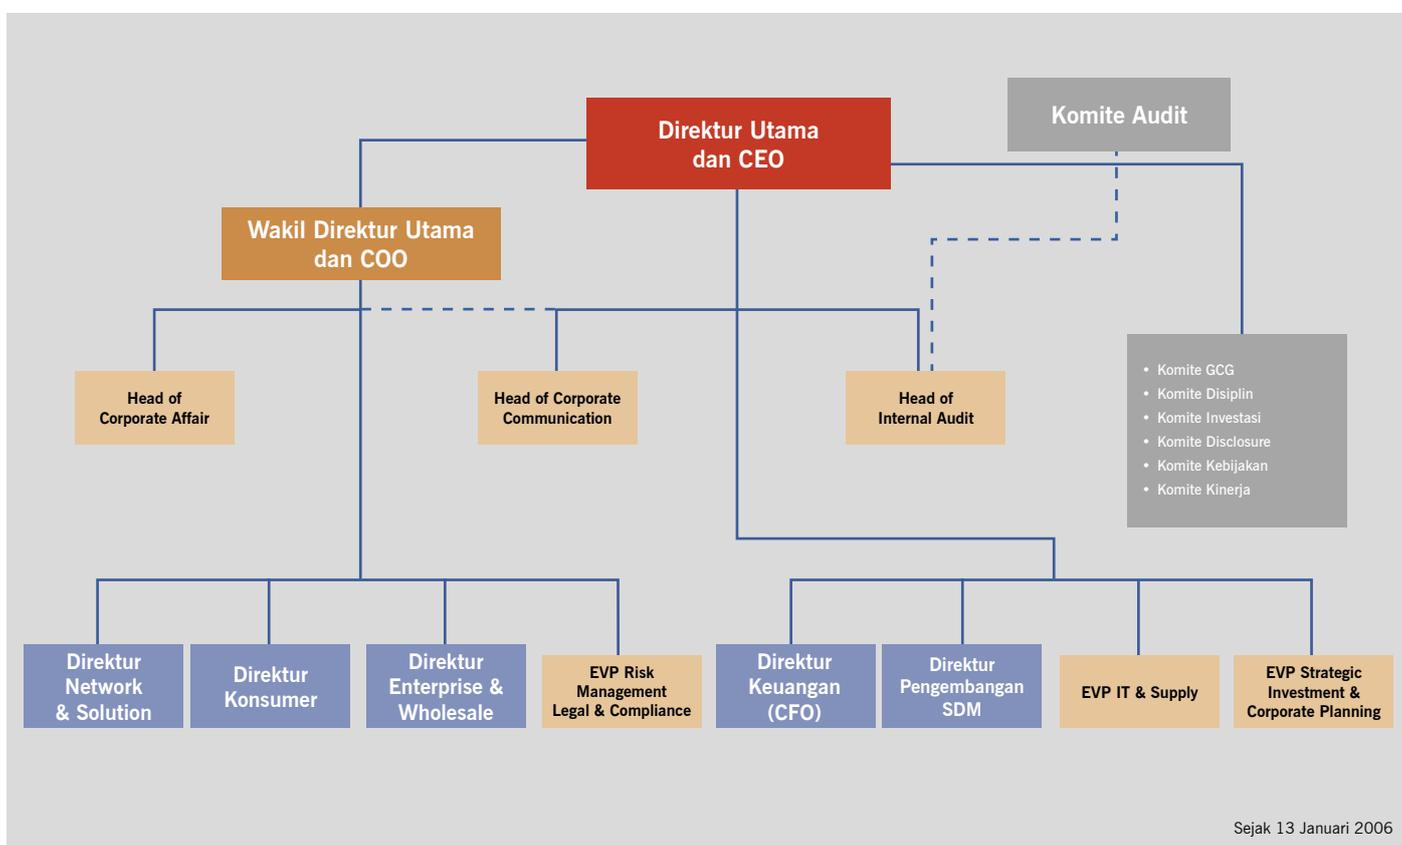 Komite Audit
Direktur Utama
dan CEO
Wakil Direktur Utama
dan COO
Head of
Corporate Affair
Head of Corporate
Communication
Head of
Internal Audit
• Komite GCG
• Komite Disiplin
• Komite Investasi
• Komite Disclosure
• Komite Kebijakan
• Komite Kinerja
Direktur
Network
& Solution
Direktur
Konsumer
Direktur
Enterprise &
Wholesale
EVP Risk
Management
Legal & Compliance
Direktur
Keuangan
(CFO)
Direktur
Pengembangan
SDM
EVP IT & Supply
EVP Strategic
Investment &
Corporate Planning
Sejak 13 Januari 2006